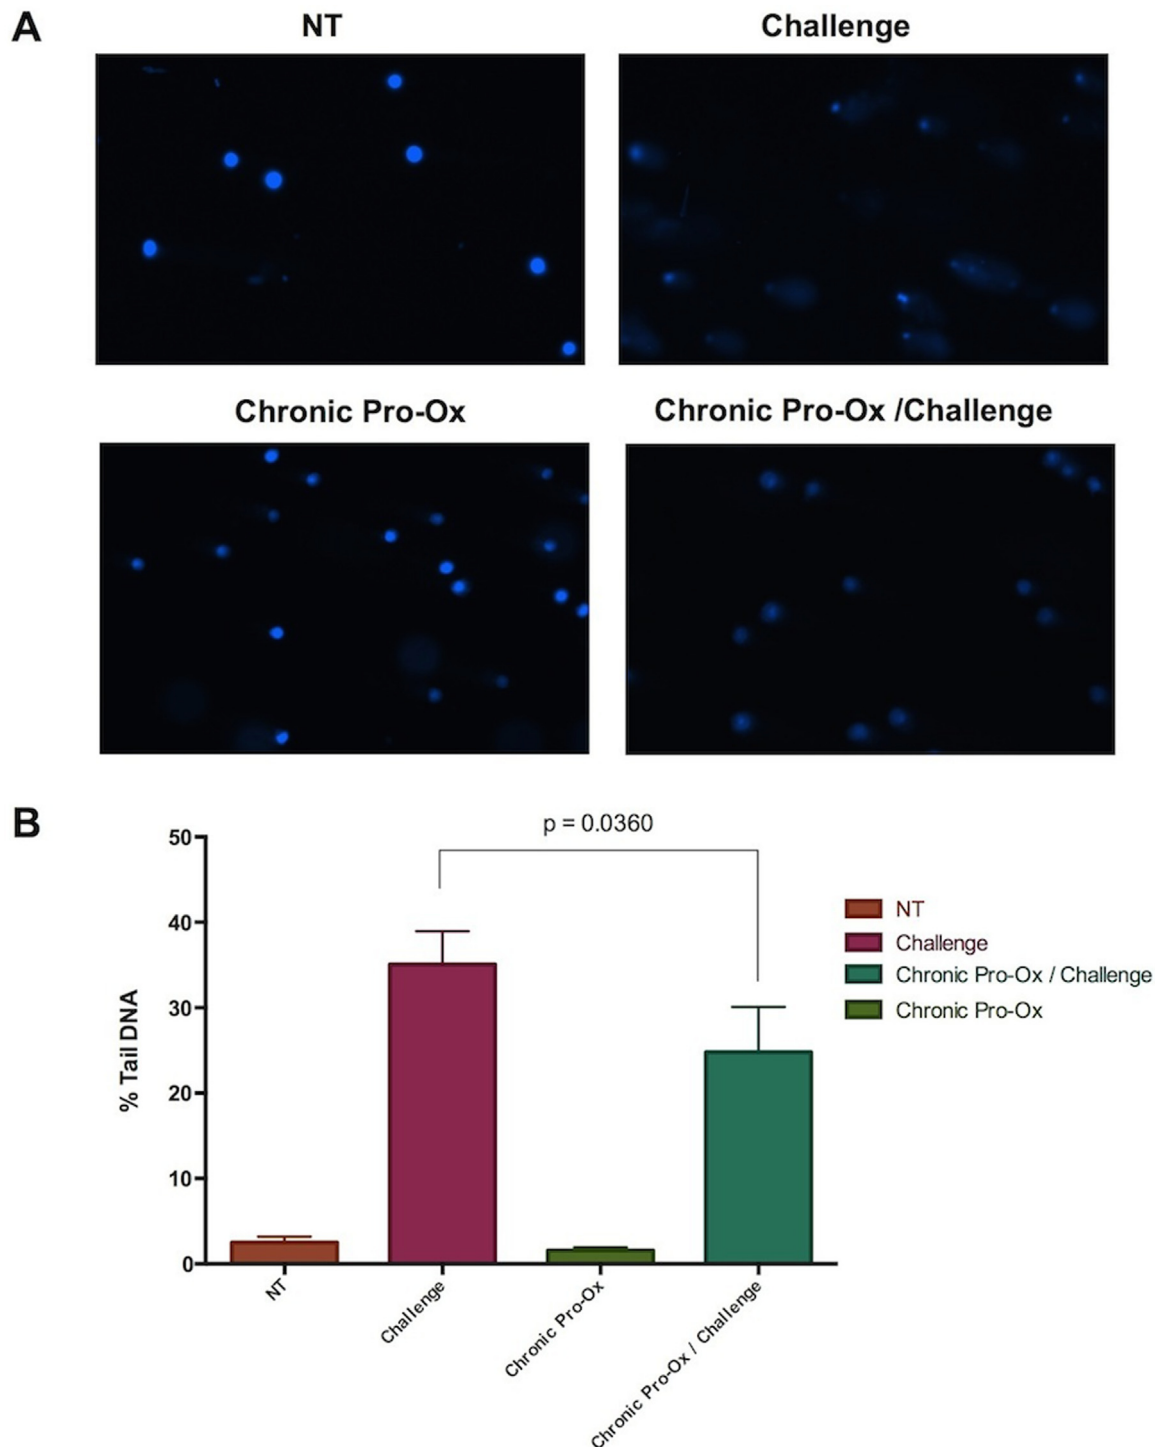 A
NT
Challenge
Chronic Pro-Ox
Chronic Pro-Ox /Challenge
B
p = 0.0360
50
40
30
20
10
0
% Tail DNA
NT
Challenge
Chronic Pro-Ox
Chronic Pro-Ox / Challenge
NT
Challenge
Chronic Pro-Ox / Challenge
Chronic Pro-Ox